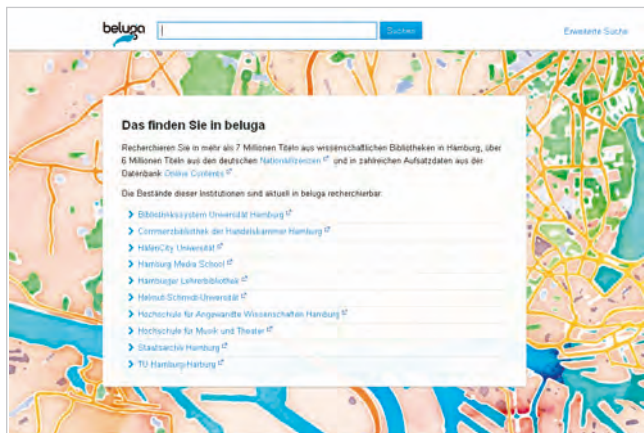 beluga
Suchen
Erweiterte Suche
Das finden Sie in beluga
Recherchieren Sie in mehr als 7 Millionen Titeln aus wissenschaftlichen Bibliotheken in Hamburg, über
6 Millionen Titeln aus den deutschen Nationallizenzen und in zahlreichen Aufsatzdaten aus der
Datenbank Online Contents
Die Bestände dieser Institutionen sind aktuell in beluga recherchierbar:
Bibliothekssystem Universität Hamburg
Commerzbibliothek der Handelskammer Hamburg
HafenCity Universität
Hamburg Media School
Hamburger Lehrerbibliothek
Helmut-Schmidt-Universität
Hochschule für Angewandte Wissenschaften Hamburg
Hochschule für Musik und Theater
Staatsarchiv Hamburg
TU Hamburg-Harburg